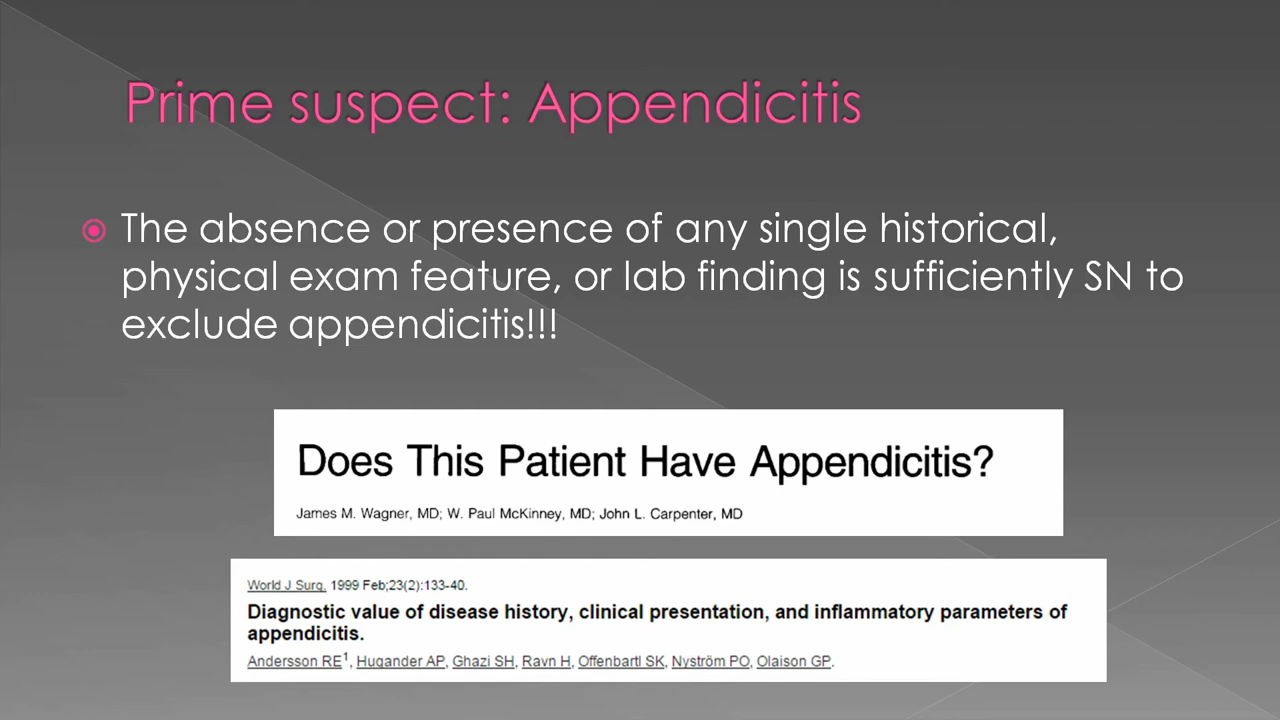 Prime suspect: Appendicitis
The absence or presence of any single historical,
physical exam feature, or lab finding is sufficiently SN to
exclude appendicitis!!!
Does This Patient Have Appendicitis?
James M. Wagner, MD; W. Paul McKinney, MD; John L. Carpenter, MD
World J Surg. 1999 Feb;23(2):133-40.
Diagnostic value of disease history, clinical presentation, and inflammatory parameters of
appendicitis.
Andersson RE1, Hugander AP, Ghazi SH, Ravn H, Offenbartl SK, Nyström PO, Olaison GP.